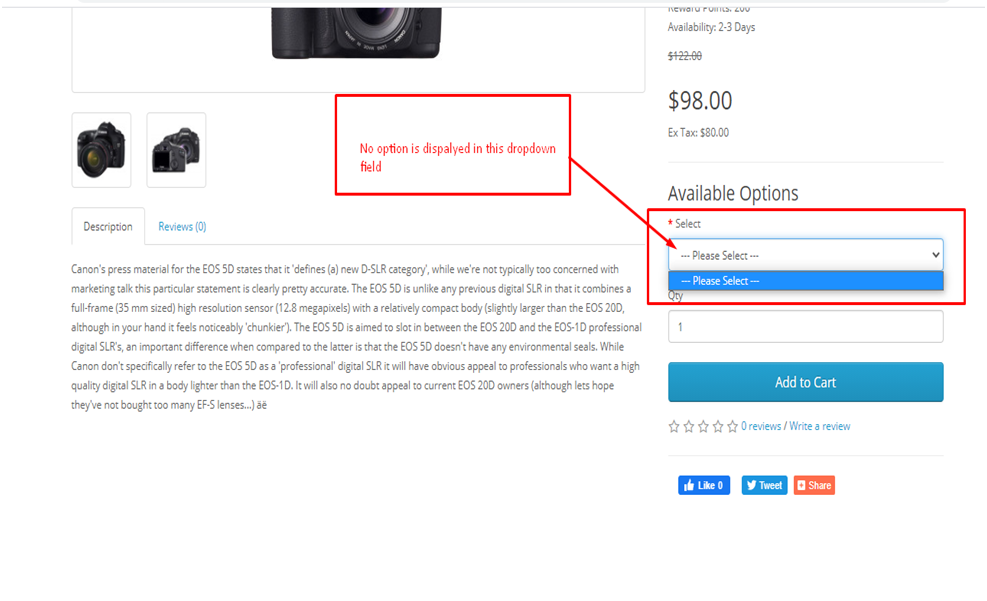 Reward Points: 200
Availability: 2-3 Days
$122.00
$98.00
Ex Tax: $80.00
No option is dispalyed in this dropdown
field
Available Options
* Select
--- Please Select ---
--- Please Select ---
Qty
1
Add to Cart
0 reviews / Write a review
Like 0
Tweet
Share
Description
Reviews (0)
Canon's press material for the EOS 5D states that it 'defines (a) new D-SLR category', while we're not typically too concerned with
marketing talk this particular statement is clearly pretty accurate. The EOS 5D is unlike any previous digital SLR in that it combines a
full-frame (35 mm sized) high resolution sensor (12.8 megapixels) with a relatively compact body (slightly larger than the EOS 20D,
although in your hand it feels noticeably 'chunkier'). The EOS 5D is aimed to slot in between the EOS 20D and the EOS-1D professional
digital SLR's, an important difference when compared to the latter is that the EOS 5D doesn't have any environmental seals. While
Canon don't specifically refer to the EOS 5D as a 'professional' digital SLR it will have obvious appeal to professionals who want a high
quality digital SLR in a body lighter than the EOS-1D. It will also no doubt appeal to current EOS 20D owners (although lets hope
they've not bought too many EF-S lenses...) äë